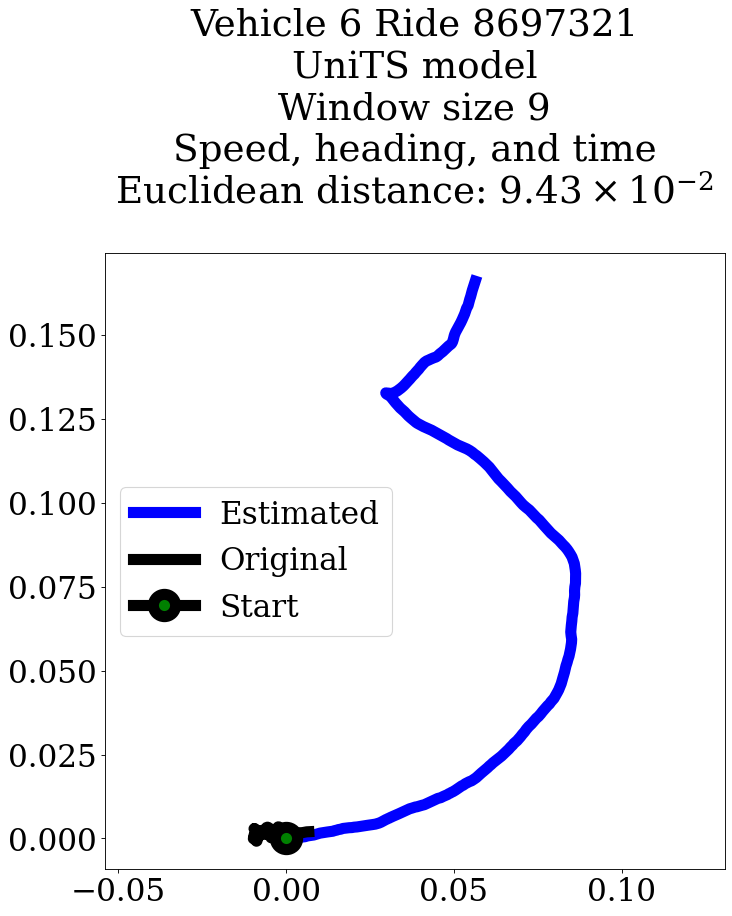 Vehicle 6 Ride 8697321
UniTS model
Window size 9
Speed, heading, and time
Euclidean distance: 9.43 × 10⁻²
0.150
0.125
0.100
0.075
0.050
0.025
0.000
Estimated
Original
Start
−0.05 0.00 0.05 0.10